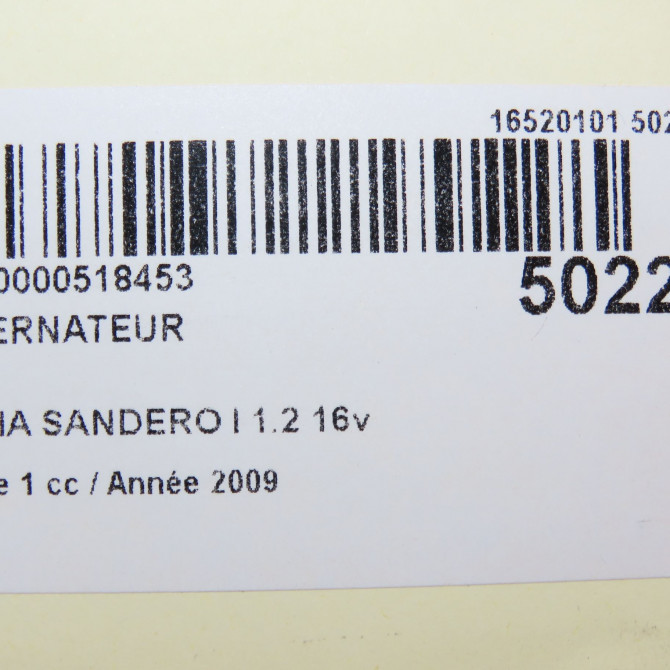 16520101 502
0000518453
5022
ERNATEUR
IA SANDERO I 1.2 16v
e 1 cc / Année 2009